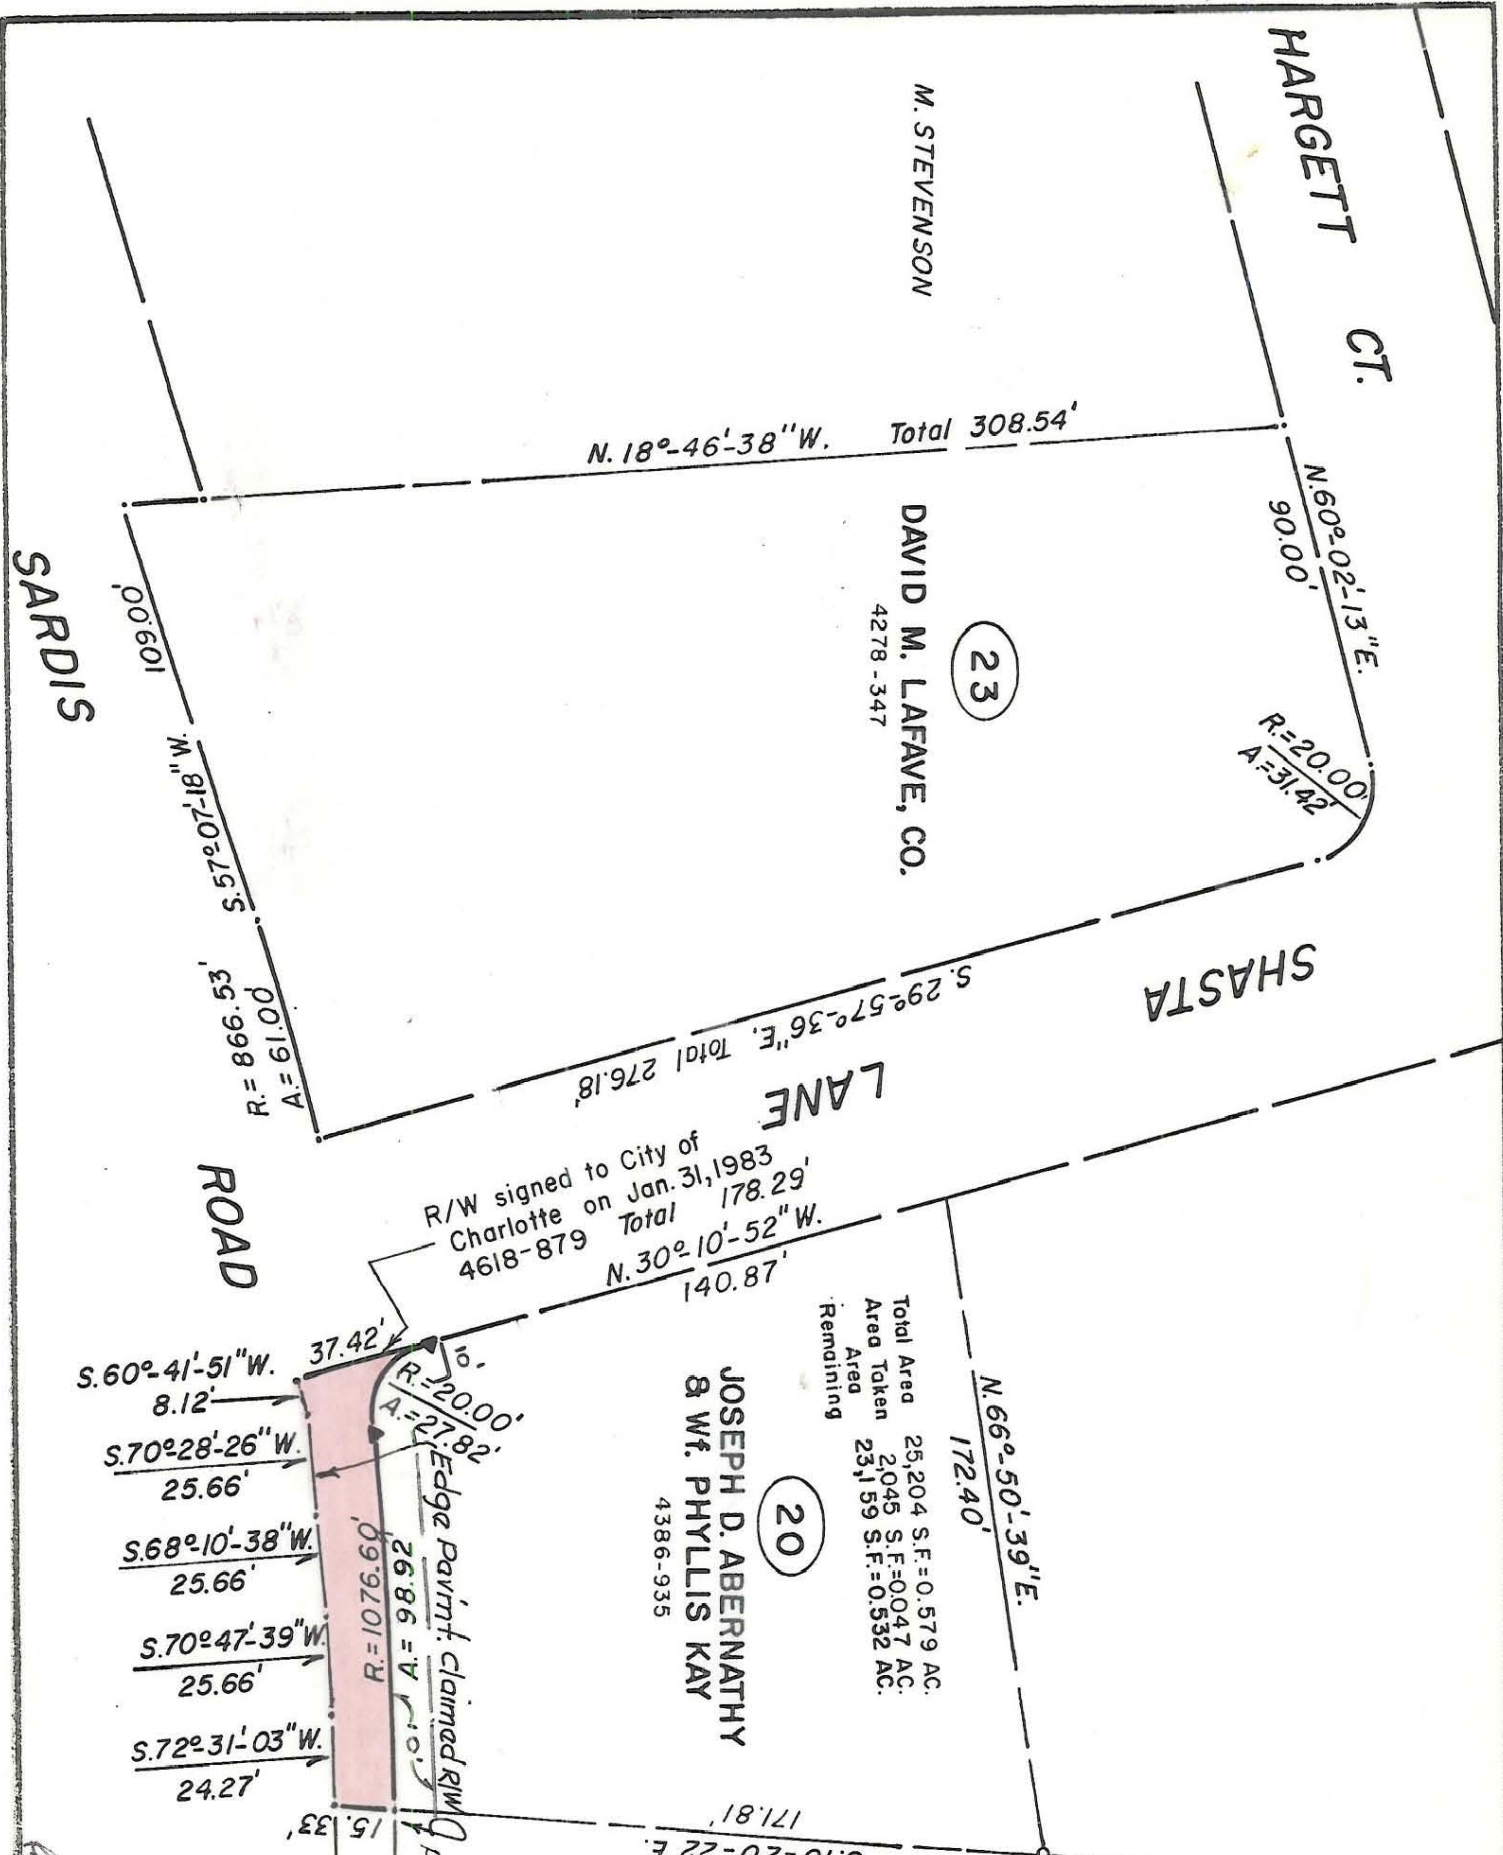 HARGETT CT.
M. STEVENSON
N. 18°-46'-38"W. Total 308.54'
N.60°-02'-13"E.
90.00'
R.=20.00'
A.=31.42'
23
DAVID M. LAFAVE, CO.
4278-347
SARDIS
109.00'
S.57°-07'-18"W.
A.= 61.00'
R.= 866.53'
S. 29°-57'-36"E. Total 276.18'
SHASTA
LANE
ROAD
R/W signed to City of
Charlotte on Jan. 31, 1983
4618-879 Total 178.29'
N. 30°-10'-52"W.
140.87'
37.42'
10'
R.=20.00'
A.=27.82'
Total Area 25,204 S.F.=0.579 AC.
Area Taken 2,045 S.F.=0.047 AC.
Area
Remaining 23,159 S.F.=0.532 AC.
N. 66°-50'-39"E.
172.40'
JOSEPH D. ABERNATHY
& Wf. PHYLLIS KAY
4386-935
20
S.60°-41'-51"W.
8.12'
S.70°28'-26"W.
25.66'
S.68°10'-38"W.
25.66'
S.70°47'-39"W.
25.66'
S.72°-31'-03"W.
24.27'
Edge Pavm't. Claimed R/W
A.= 98.92'
R.=1076.69'
15.33'
171.81'